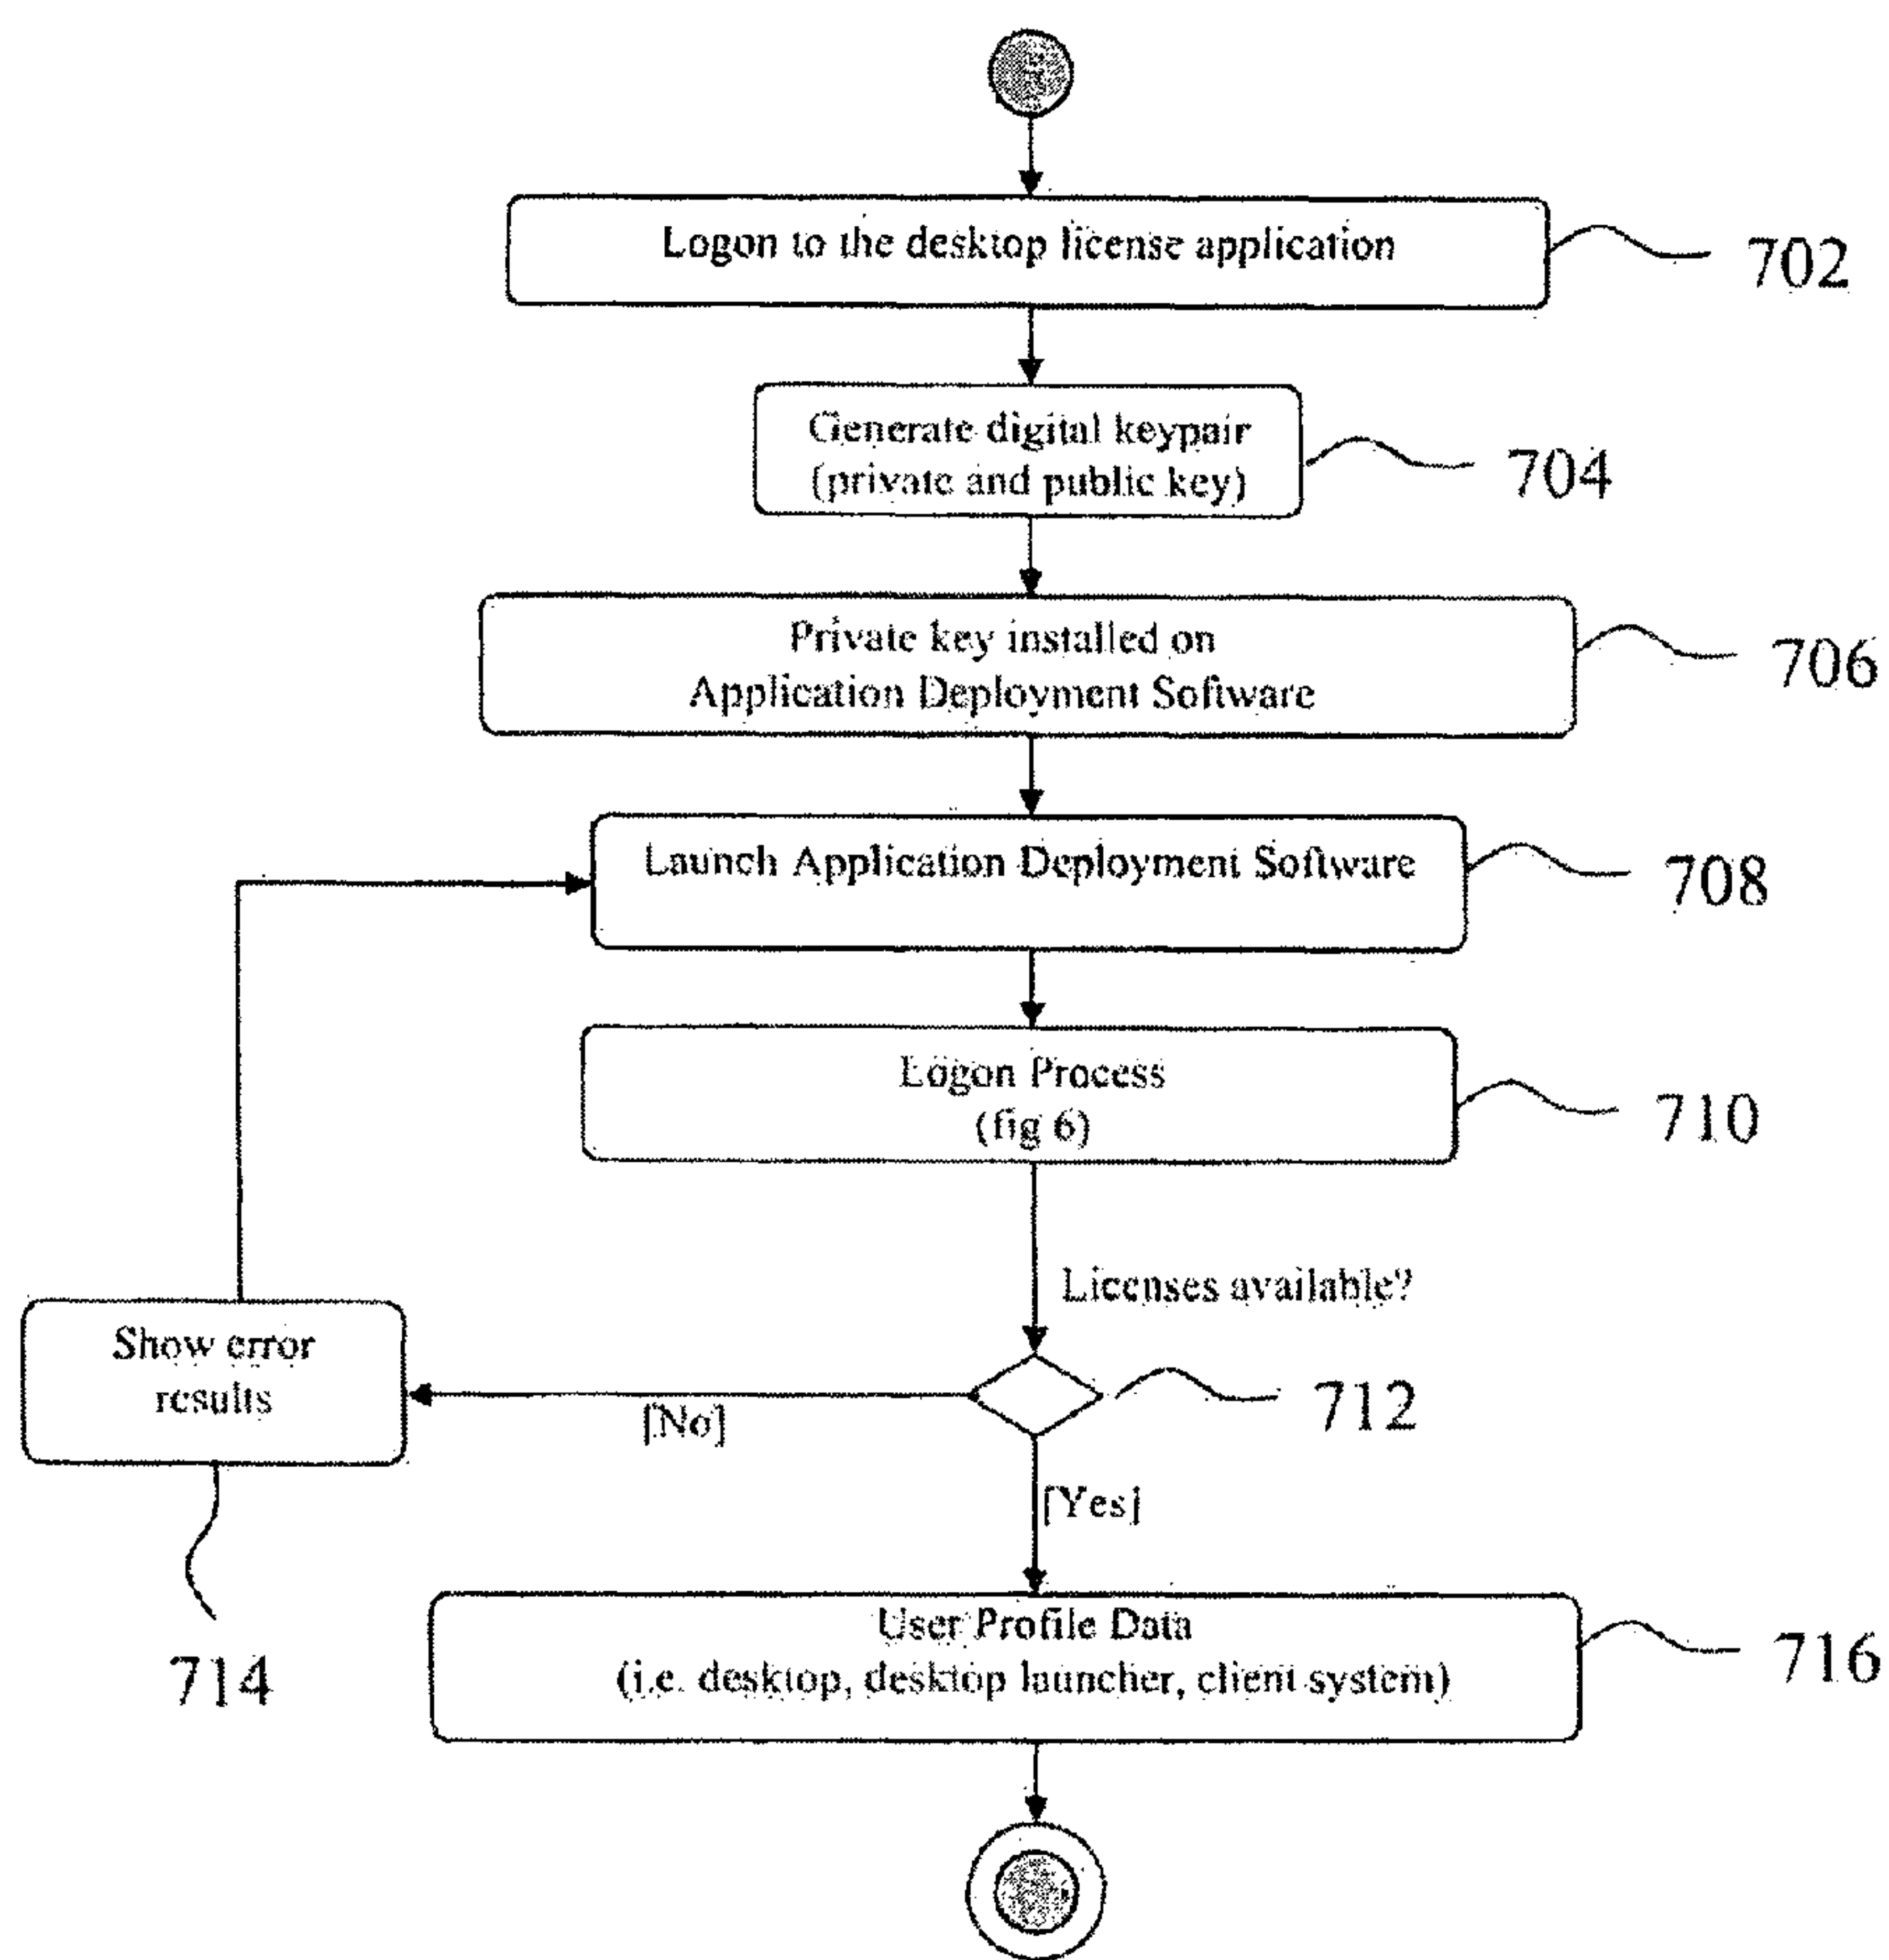 Logon to the desktop license application
702
Generate digital keypair
(private and public key)
704
Private key installed on
Application Deployment Software
706
Launch Application Deployment Software
708
Logon Process
(fig 6)
710
Licenses available?
Show error
results
[No]
712
[Yes]
714
User Profile Data
(i.e. desktop, desktop launcher, client system)
716